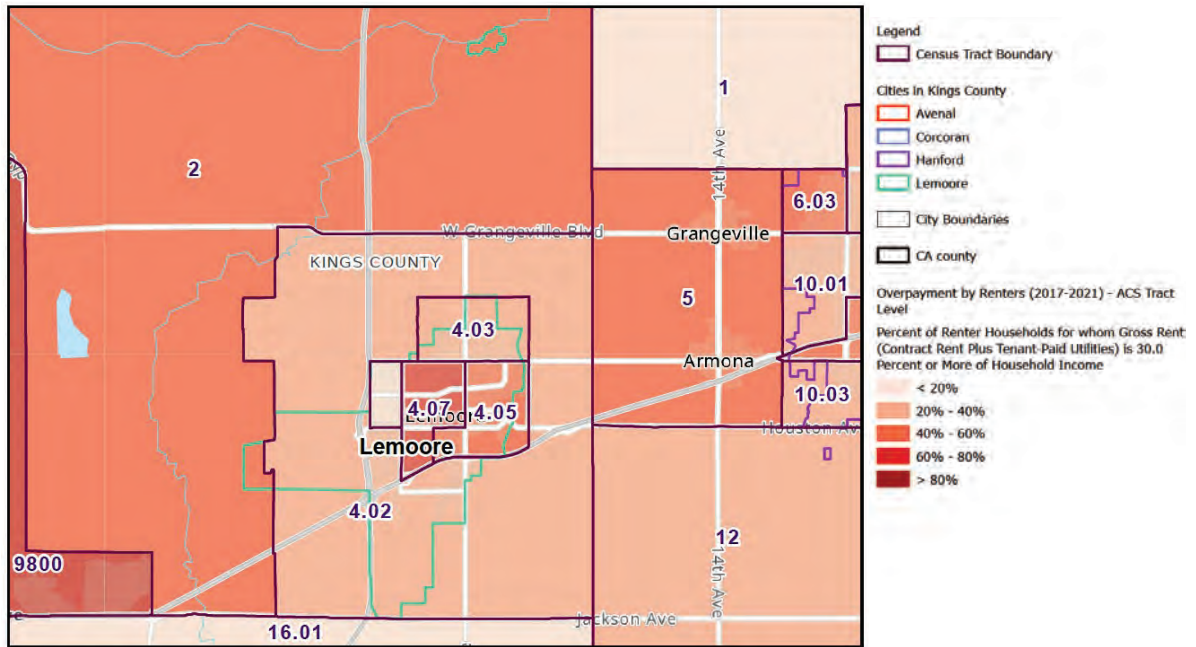 1
14th Ave
2
6.03
W Grangeville Blvd
Grangeville
KINGS COUNTY
10.01
5
4.03
Armona
10.03
4.07
4.05
Lemoore
Houston Av
Lemoore
4.02
12
9800
14th Ave
Jackson Ave
16.01
Legend
Census Tract Boundary
Cities in Kings County
Avenal
Corcoran
Hanford
Lemoore
City Boundaries
CA county
Overpayment by Renters (2017-2021) - ACS Tract
Level
Percent of Renter Households for whom Gross Rent
(Contract Rent Plus Tenant-Paid Utilities) is 30.0
Percent or More of Household Income
< 20%
20% - 40%
40% - 60%
60% - 80%
> 80%